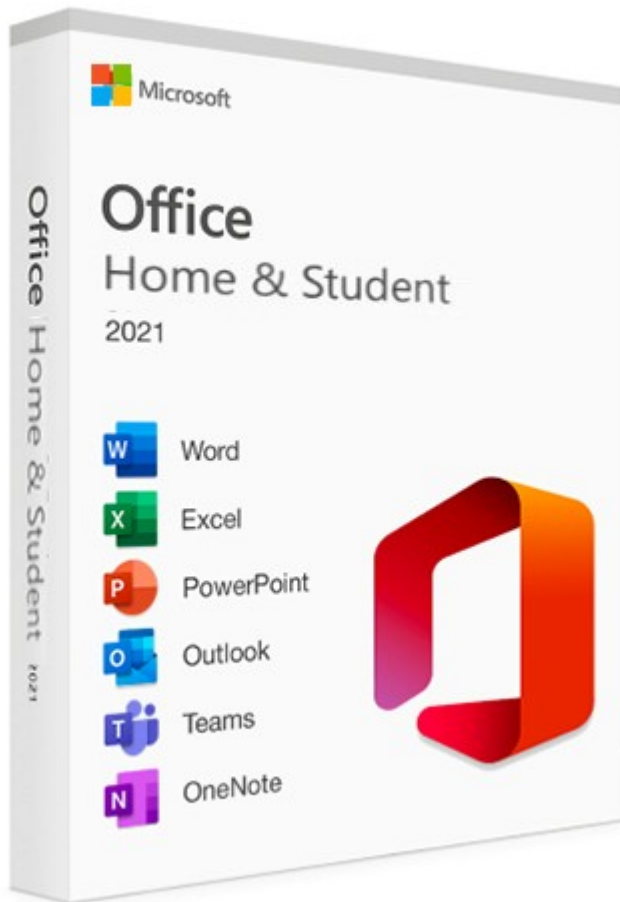 Microsoft
Office
Home & Student
2021
W Word
X Excel
P PowerPoint
O Outlook
T Teams
N OneNote
Office Home & Student 2021